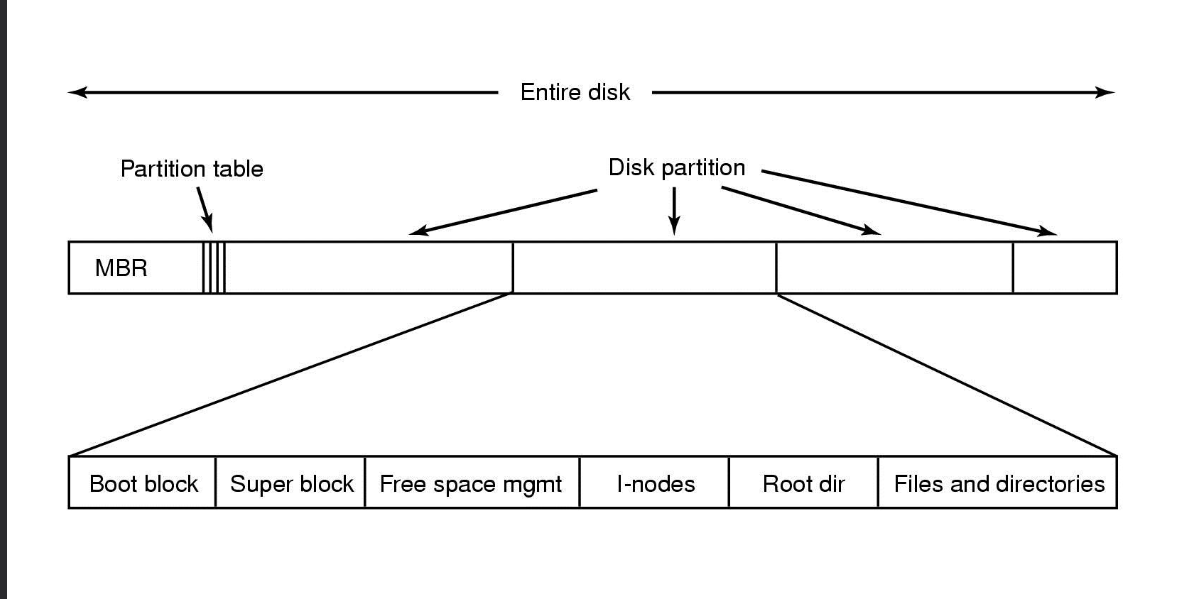 Entire disk
Partition table
Disk partition
MBR
Boot block
Super block
Free space mgmt
I-nodes
Root dir
Files and directories